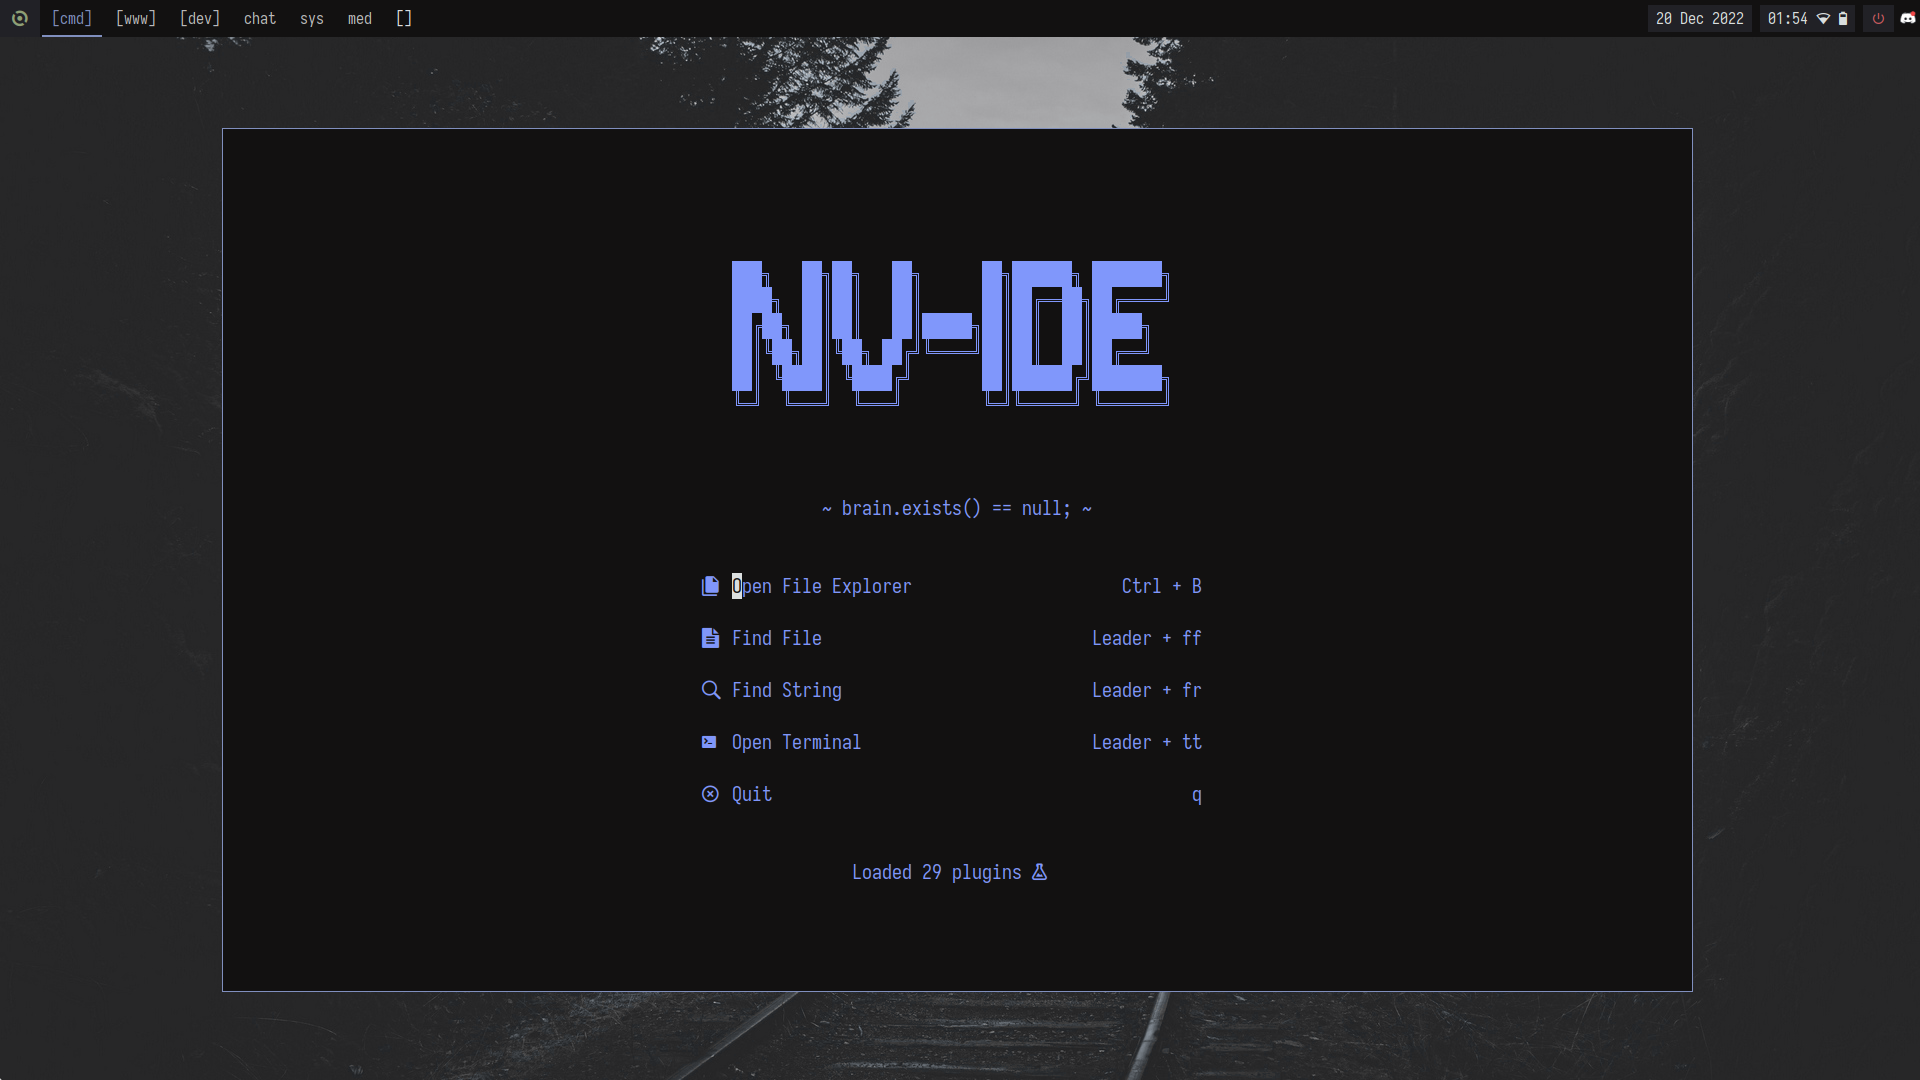 [cmd] [www] [dev] chat sys med [] 20 Dec 2022 01:54
NV-IDE
~ brain.exists() == null; ~
Open File Explorer Ctrl + B
Find File Leader + ff
Find String Leader + fr
Open Terminal Leader + tt
Quit q
Loaded 29 plugins